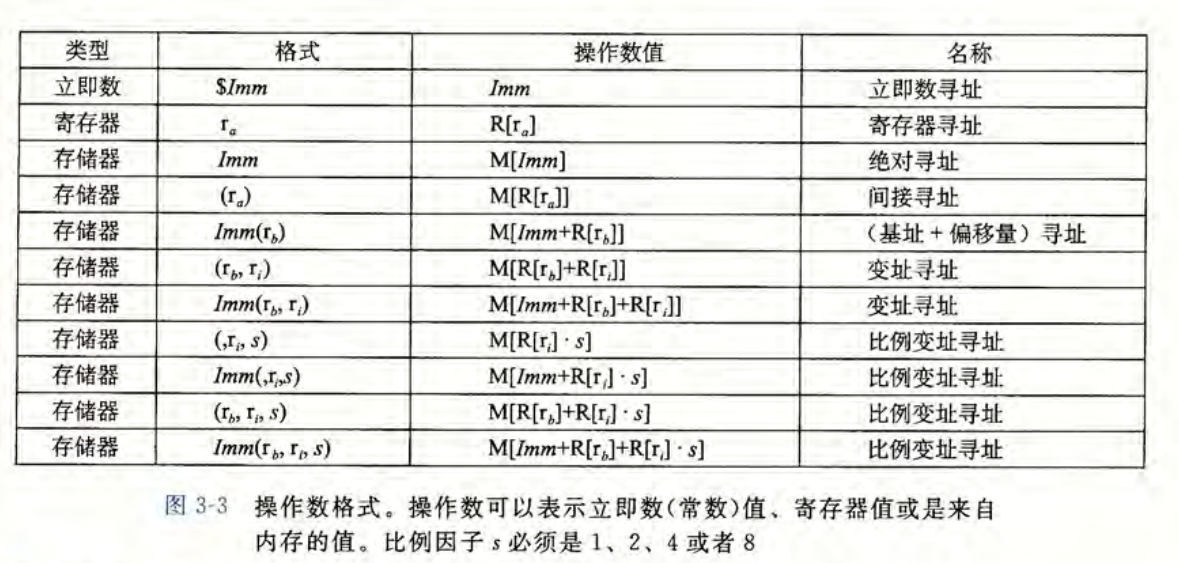 类型 格式 操作数值 名称
立即数 $Imm Imm 立即数寻址
寄存器 rₐ R[rₐ] 寄存器寻址
存储器 Imm M[Imm] 绝对寻址
存储器 (rₐ) M[R[rₐ]] 间接寻址
存储器 Imm(r_b) M[Imm+R[r_b]] （基址+偏移量）寻址
存储器 (r_b, r_i) M[R[r_b]+R[r_i]] 变址寻址
存储器 Imm(r_b, r_i) M[Imm+R[r_b]+R[r_i]] 变址寻址
存储器 (,r_i, s) M[R[r_i]·s] 比例变址寻址
存储器 Imm(,r_i,s) M[Imm+R[r_i]·s] 比例变址寻址
存储器 (r_b, r_i, s) M[R[r_b]+R[r_i]·s] 比例变址寻址
存储器 Imm(r_b, r_i, s) M[Imm+R[r_b]+R[r_i]·s] 比例变址寻址
图 3-3 操作数格式。操作数可以表示立即数(常数)值、寄存器值或是来自
内存的值。比例因子 s 必须是 1、2、4 或者 8